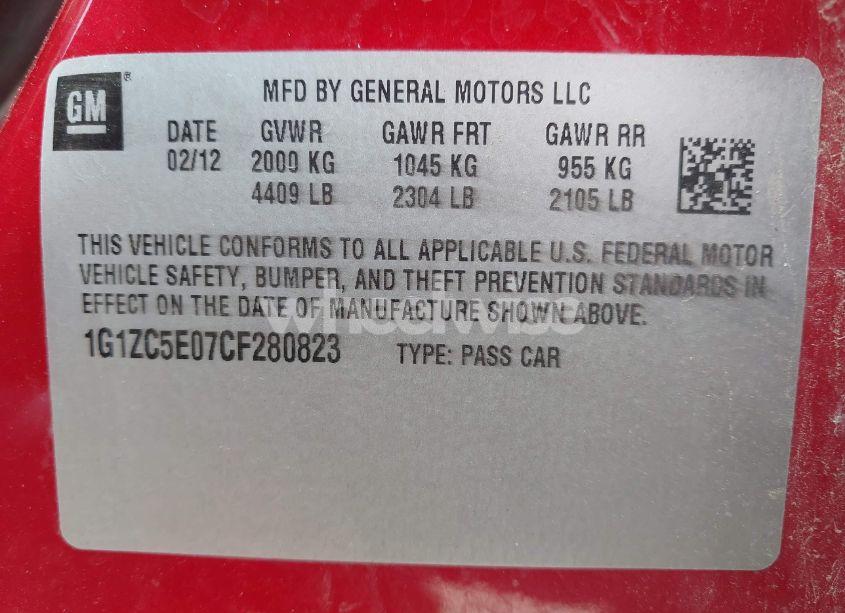 GM ®
MFD BY GENERAL MOTORS LLC
DATE GVWR GAWR FRT GAWR RR
02/12 2000 KG 1045 KG 955 KG
4409 LB 2304 LB 2105 LB
THIS VEHICLE CONFORMS TO ALL APPLICABLE U.S. FEDERAL MOTOR
VEHICLE SAFETY, BUMPER, AND THEFT PREVENTION STANDARDS IN
EFFECT ON THE DATE OF MANUFACTURE SHOWN ABOVE.
1G1ZC5E07CF280823 TYPE: PASS CAR